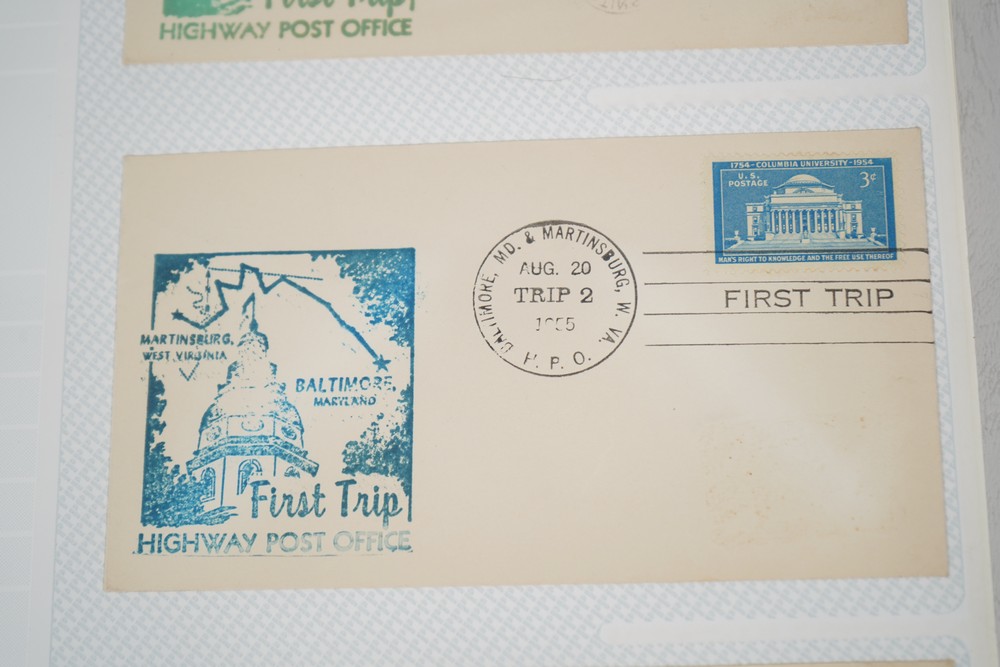 First Trip
HIGHWAY POST OFFICE
1754-COLUMBIA UNIVERSITY-1954
U.S. POSTAGE
3¢
MAN'S RIGHT TO KNOWLEDGE AND THE FREE USE THEREOF
BALTIMORE, MD. & MARTINSBURG, W. VA.
AUG. 20
TRIP 2
1955
H. P. O.
FIRST TRIP
MARTINSBURG,
WEST VIRGINIA
BALTIMORE,
MARYLAND
First Trip
HIGHWAY POST OFFICE